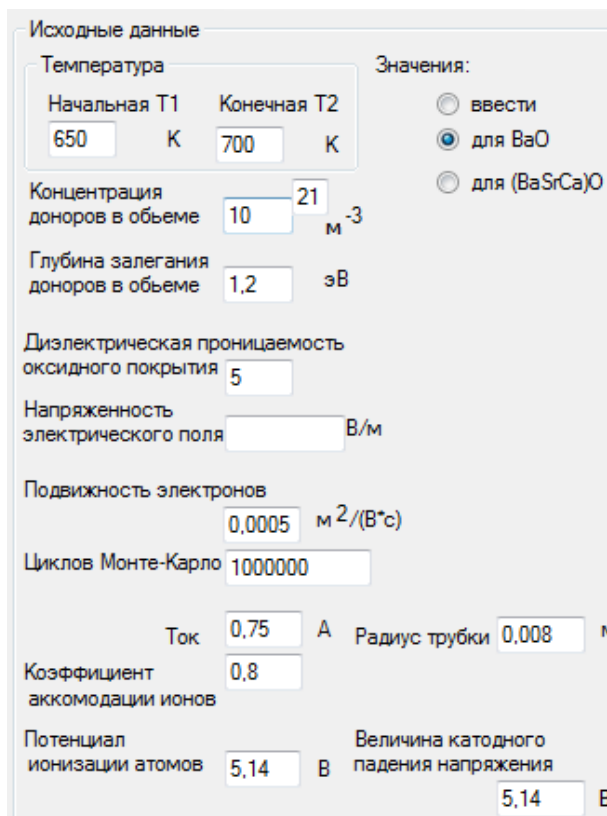 Исходные данные
Температура
Значения:
Начальная Т1 Конечная Т2
650 К 700 К
ввести
для BaO
для (BaSrCa)O
Концентрация
доноров в обьеме 10 21 м -3
Глубина залегания
доноров в обьеме 1,2 эВ
Диэлектрическая проницаемость
оксидного покрытия 5
Напряженность
электрического поля В/м
Подвижность электронов
0,0005 м 2/(В*с)
Циклов Монте-Карло 1000000
Ток 0,75 А Радиус трубки 0,008
Коэффициент 0,8
аккомодации ионов
Потенциал
ионизации атомов 5,14 В
Величина катодного
падения напряжения
5,14